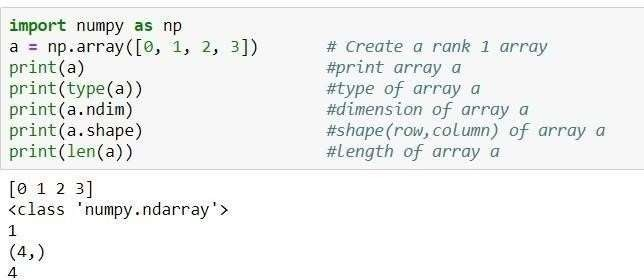 import numpy as np
a = np.array([0, 1, 2, 3]) # Create a rank 1 array
print(a) #print array a
print(type(a)) #type of array a
print(a.ndim) #dimension of array a
print(a.shape) #shape(row,column) of array a
print(len(a)) #length of array a
[0 1 2 3]
<class 'numpy.ndarray'>
1
(4,)
4